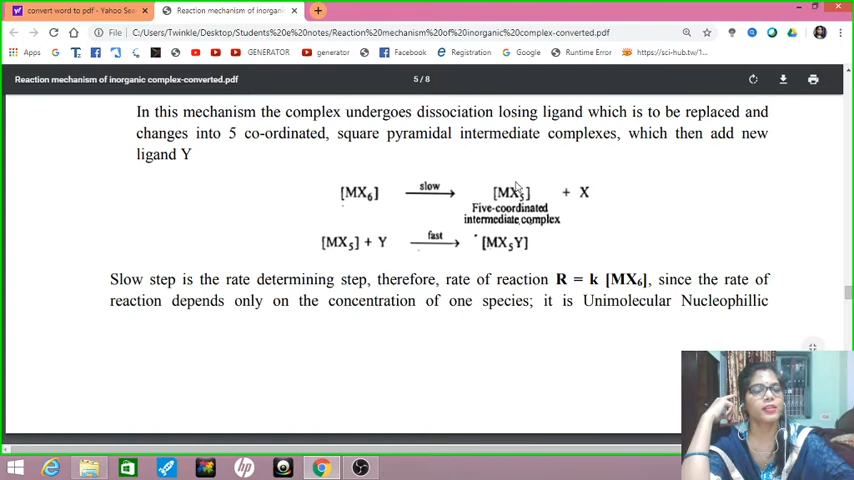 convert word to pdf - Yahoo Sea
Reaction mechanism of inorganic
File
C:/Users/Twinkle/Desktop/Students%20e%20notes/Reaction%20mechanism%20of%20inorganic%20complex-converted.pdf
Apps
GENERATOR
generator
Facebook
Registration
Google
Runtime Error
https://sci-hub.tw/1...
Reaction mechanism of inorganic complex-converted.pdf
5 / 8
In this mechanism the complex undergoes dissociation losing ligand which is to be replaced and
changes into 5 co-ordinated, square pyramidal intermediate complexes, which then add new
ligand Y
[MX₆] slow [MX₅] + X
Five-coordinated
intermediate complex
[MX₅] + Y fast [MX₅Y]
Slow step is the rate determining step, therefore, rate of reaction R = k [MX₆], since the rate of
reaction depends only on the concentration of one species; it is Unimolecular Nucleophillic
hp